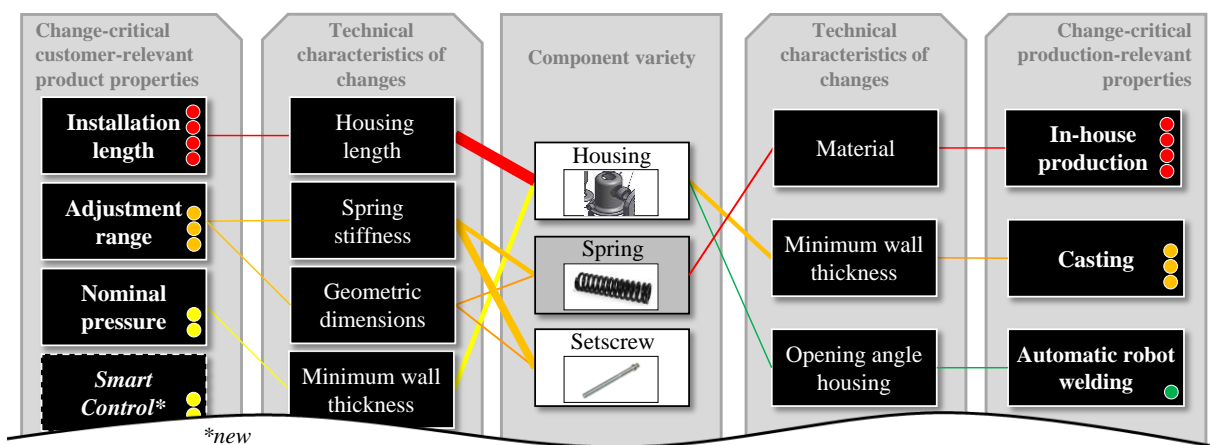 Change-critical
customer-relevant
product properties
Installation
length
Adjustment
range
Nominal
pressure
Smart
Control*
*new
Technical
characteristics of
changes
Housing
length
Spring
stiffness
Geometric
dimensions
Minimum wall
thickness
Component variety
Housing
Spring
Setscrew
Technical
characteristics of
changes
Material
Minimum wall
thickness
Opening angle
housing
Change-critical
production-relevant
properties
In-house
production
Casting
Automatic robot
welding